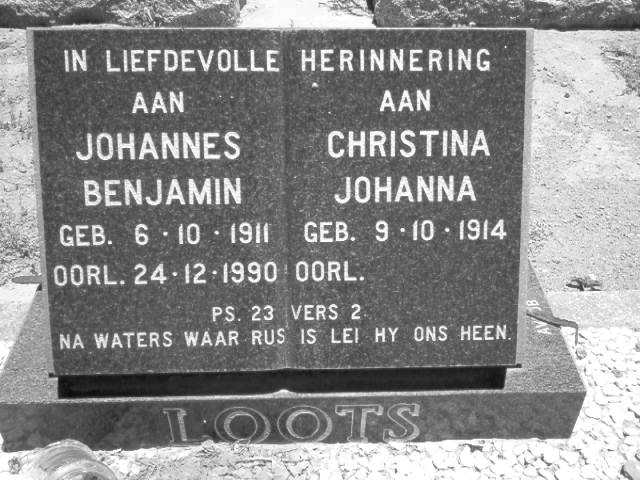 IN LIEFDEVOLLE HERINNERING
AAN
JOHANNES
BENJAMIN
GEB. 6·10·1911
OORL. 24·12·1990
AAN
CHRISTINA
JOHANNA
GEB. 9·10·1914
OORL.
PS. 23 VERS 2
NA WATERS WAAR RUS IS LEI HY ONS HEEN.
LOOTS